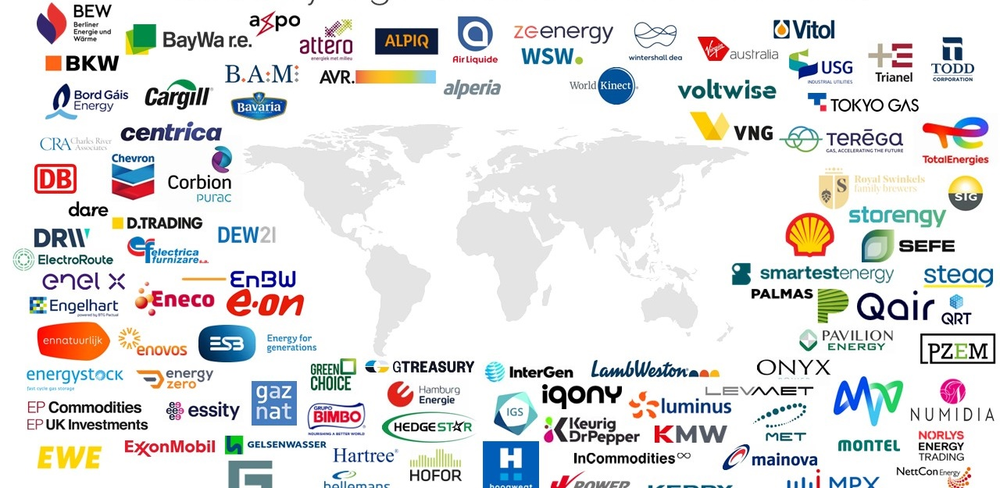 BEW
Berliner
Energie und
Wärme
BayWa r.e.
axpo
attero
energiek met milieu
ALPIQ
Air Liquide
zeenergy
WSW.
wintershall dea
Virgin
australia
Vitol
USG
INDUSTRIAL UTILITIES
Trianel
TODD
CORPORATION
BKW
B.A.M:
AVR.
alperia
World Kinect
voltwise
TOKYO GAS
Bord Gáis
Energy
Cargill
Bavaria
centrica
VNG
TERĒGA
GAS, ACCELERATING THE FUTURE
TotalEnergies
CRA Charles River
Associates
DB
Chevron
Corbion
PURAC
Royal Swinkels
family brewers
S
STG
dare
D.TRADING
DRW
DEW21
storengy
ElectroRoute
electrica
furnizare s.a.
SEFE
enel x
EnBW
smartestenergy
steag
Engelhart
powered by BTG Pactual
Eneco
e·on
PALMAS
Qair
QRT
ennatuurlijk
enovos
ESB
Energy for
generations
PAVILION
ENERGY
PZEM
energystock
fast cycle gas storage
energy
zero
GREEN
CHOICE
GTREASURY
InterGen
LambWeston
ONYX
POWER
EP Commodities
EP UK Investments
essity
gaz
nat
GRUPO
BIMBO
NOURISHING A BETTER WORLD
Hamburg
Energie
HEDGESTAR
IGS
iqony
luminus
LEVMET
MET
NUMIDIA
Keurig
DrPepper
KMW
MONTEL
NORLYS
ENERGY
TRADING
EWE
ExxonMobil
GELSENWASSER
Hartree
HOFOR
H
hoogwegt
InCommodities
mainova
NettCon Energy
hellemans
POWER
KERRY
MPX